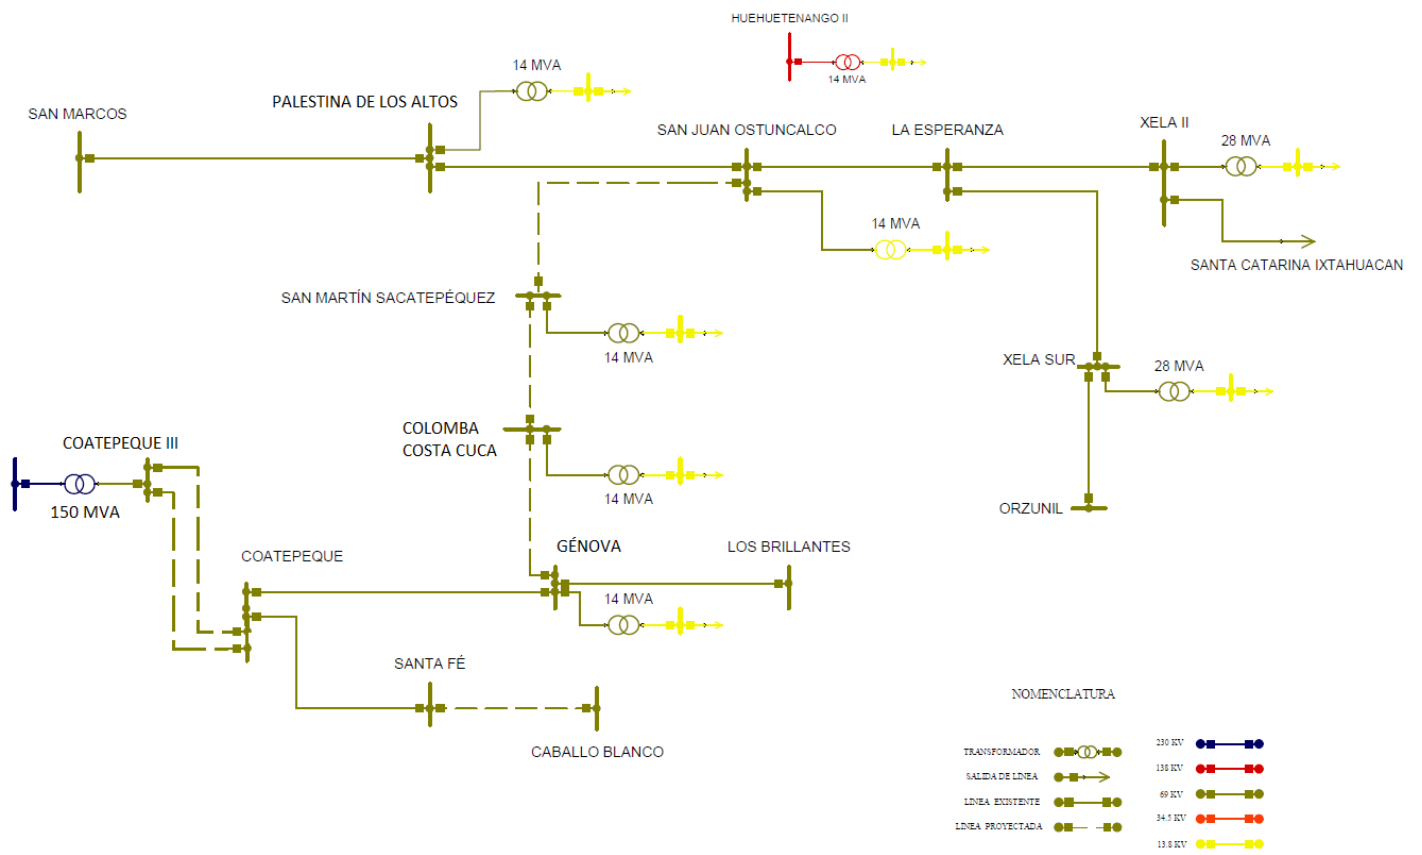 HUEHUETENANGO II
14 MVA
14 MVA
PALESTINA DE LOS ALTOS
SAN MARCOS
SAN JUAN OSTUNCALCO
LA ESPERANZA
XELA II
28 MVA
14 MVA
SANTA CATARINA IXTAHUACAN
SAN MARTÍN SACATEPÉQUEZ
14 MVA
XELA SUR
28 MVA
COLOMBA
COSTA CUCA
COATEPEQUE III
14 MVA
150 MVA
ORZUNIL
COATEPEQUE
GÉNOVA
LOS BRILLANTES
14 MVA
SANTA FÉ
CABALLO BLANCO
NOMENCLATURA
TRANSFORMADOR
SALIDA DE LINEA
LINEA EXISTENTE
LINEA PROYECTADA
230 KV
138 KV
69 KV
34.5 KV
13.8 KV